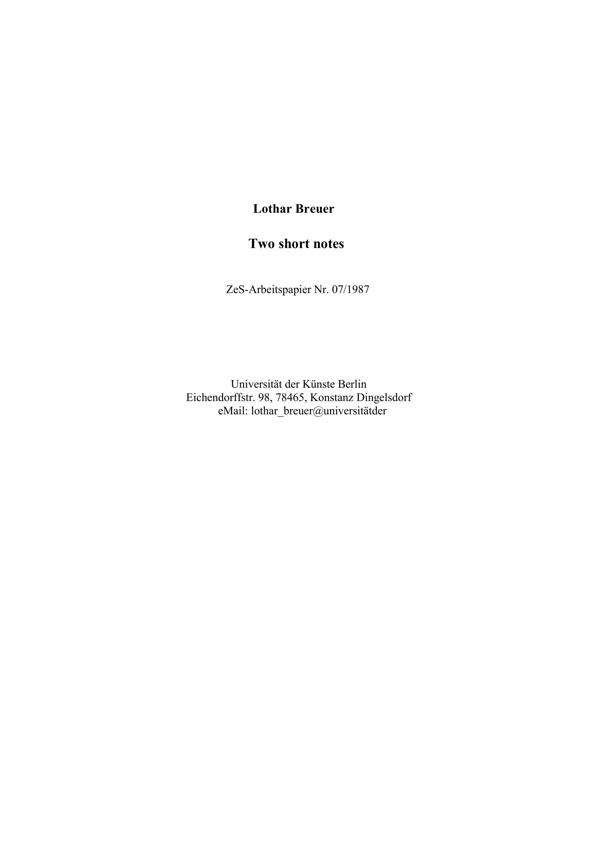 Lothar Breuer
Two short notes
ZeS-Arbeitspapier Nr. 07/1987
Universität der Künste Berlin
Eichendorffstr. 98, 78465, Konstanz Dingelsdorf
eMail: lothar_breuer@universitätder